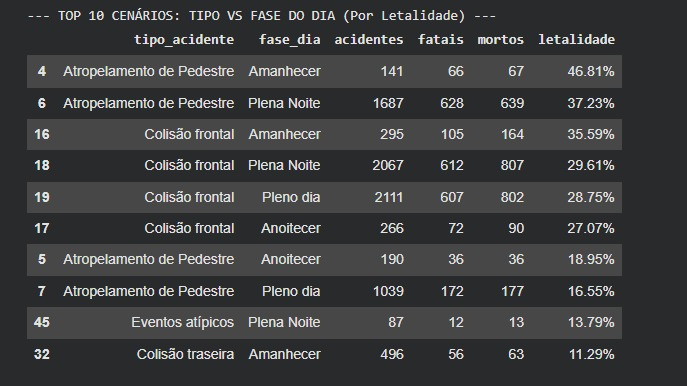 --- TOP 10 CENÁRIOS: TIPO VS FASE DO DIA (Por Letalidade) ---
tipo_acidente fase_dia acidentes fatais mortos letalidade
4 Atropelamento de Pedestre Amanhecer 141 66 67 46.81%
6 Atropelamento de Pedestre Plena Noite 1687 628 639 37.23%
16 Colisão frontal Amanhecer 295 105 164 35.59%
18 Colisão frontal Plena Noite 2067 612 807 29.61%
19 Colisão frontal Pleno dia 2111 607 802 28.75%
17 Colisão frontal Anoitecer 266 72 90 27.07%
5 Atropelamento de Pedestre Anoitecer 190 36 36 18.95%
7 Atropelamento de Pedestre Pleno dia 1039 172 177 16.55%
45 Eventos atípicos Plena Noite 87 12 13 13.79%
32 Colisão traseira Amanhecer 496 56 63 11.29%